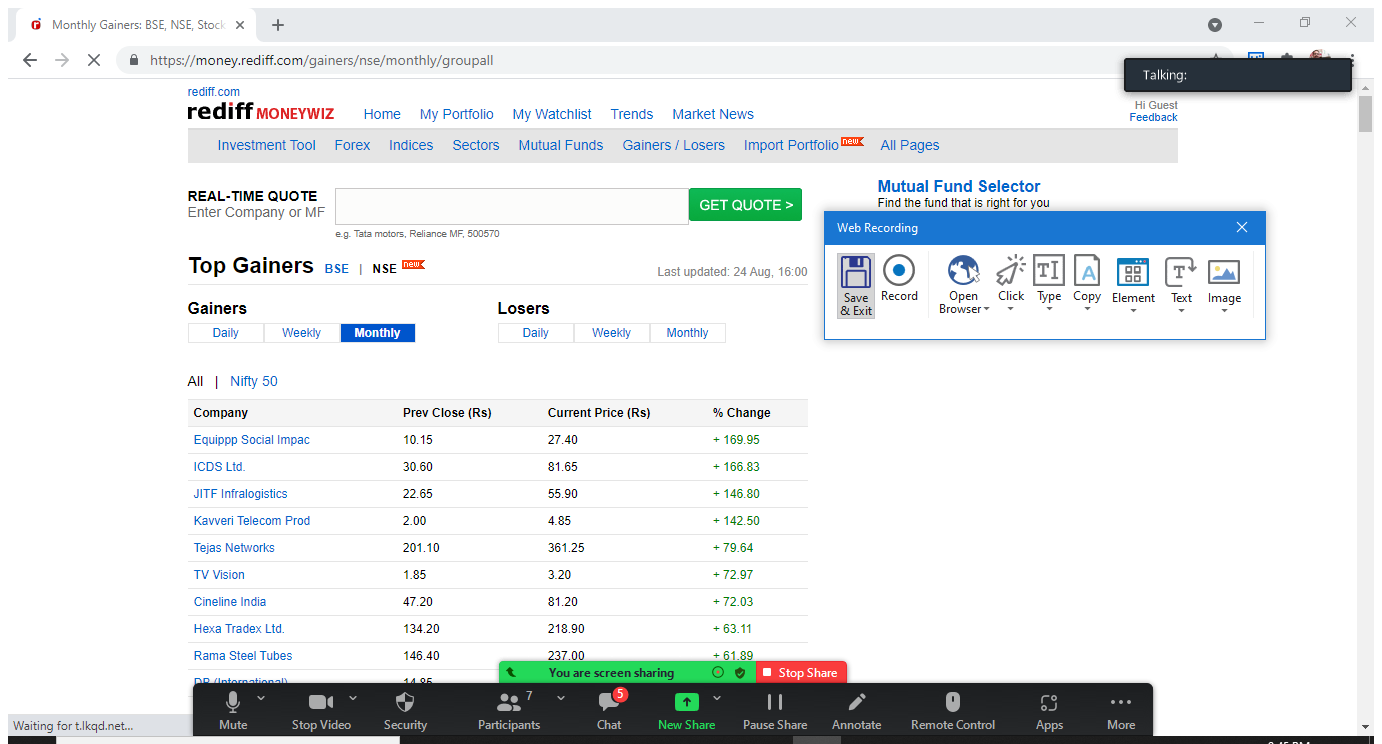 Monthly Gainers: BSE, NSE, Stock
https://money.rediff.com/gainers/nse/monthly/groupall
Talking:
rediff.com
rediff MONEYWIZ Home My Portfolio My Watchlist Trends Market News
Hi Guest
Feedback
Investment Tool Forex Indices Sectors Mutual Funds Gainers / Losers Import Portfolio new All Pages
REAL-TIME QUOTE
Enter Company or MF
GET QUOTE >
e.g. Tata motors, Reliance MF, 500570
Mutual Fund Selector
Find the fund that is right for you
Web Recording
Save & Exit
Record
Open Browser
Click
Type
Copy
Element
Text
Image
Top Gainers BSE | NSE new
Last updated: 24 Aug, 16:00
Gainers
Daily Weekly Monthly
Losers
Daily Weekly Monthly
All | Nifty 50
Company Prev Close (Rs) Current Price (Rs) % Change
Equippp Social Impac 10.15 27.40 + 169.95
ICDS Ltd. 30.60 81.65 + 166.83
JITF Infralogistics 22.65 55.90 + 146.80
Kavveri Telecom Prod 2.00 4.85 + 142.50
Tejas Networks 201.10 361.25 + 79.64
TV Vision 1.85 3.20 + 72.97
Cineline India 47.20 81.20 + 72.03
Hexa Tradex Ltd. 134.20 218.90 + 63.11
Rama Steel Tubes 146.40 237.00 + 61.89
DP (International) 14.85
You are screen sharing Stop Share
Mute Stop Video Security Participants 7 Chat 5 New Share Pause Share Annotate Remote Control Apps More
Waiting for t.lkqd.net...